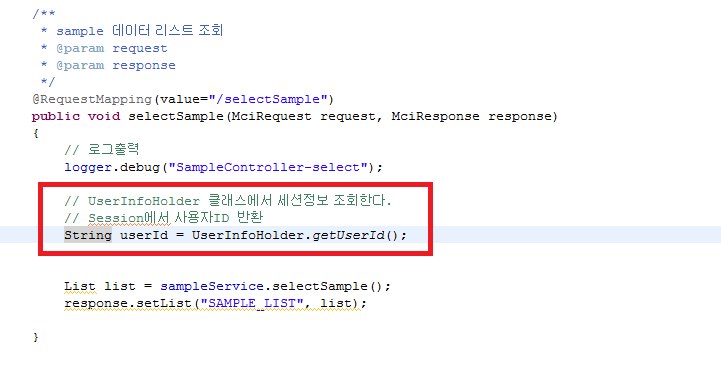 /**
 * sample 데이터 리스트 조회
 * @param request
 * @param response
 */
@RequestMapping(value="/selectSample")
public void selectSample(MciRequest request, MciResponse response)
{
// 로그출력
logger.debug("SampleController-select");
// UserInfoHolder 클래스에서 세션정보 조회한다.
// Session에서 사용자ID 반환
String userId = UserInfoHolder.getUserId();
List list = sampleService.selectSample();
response.setList("SAMPLE_LIST", list);
}